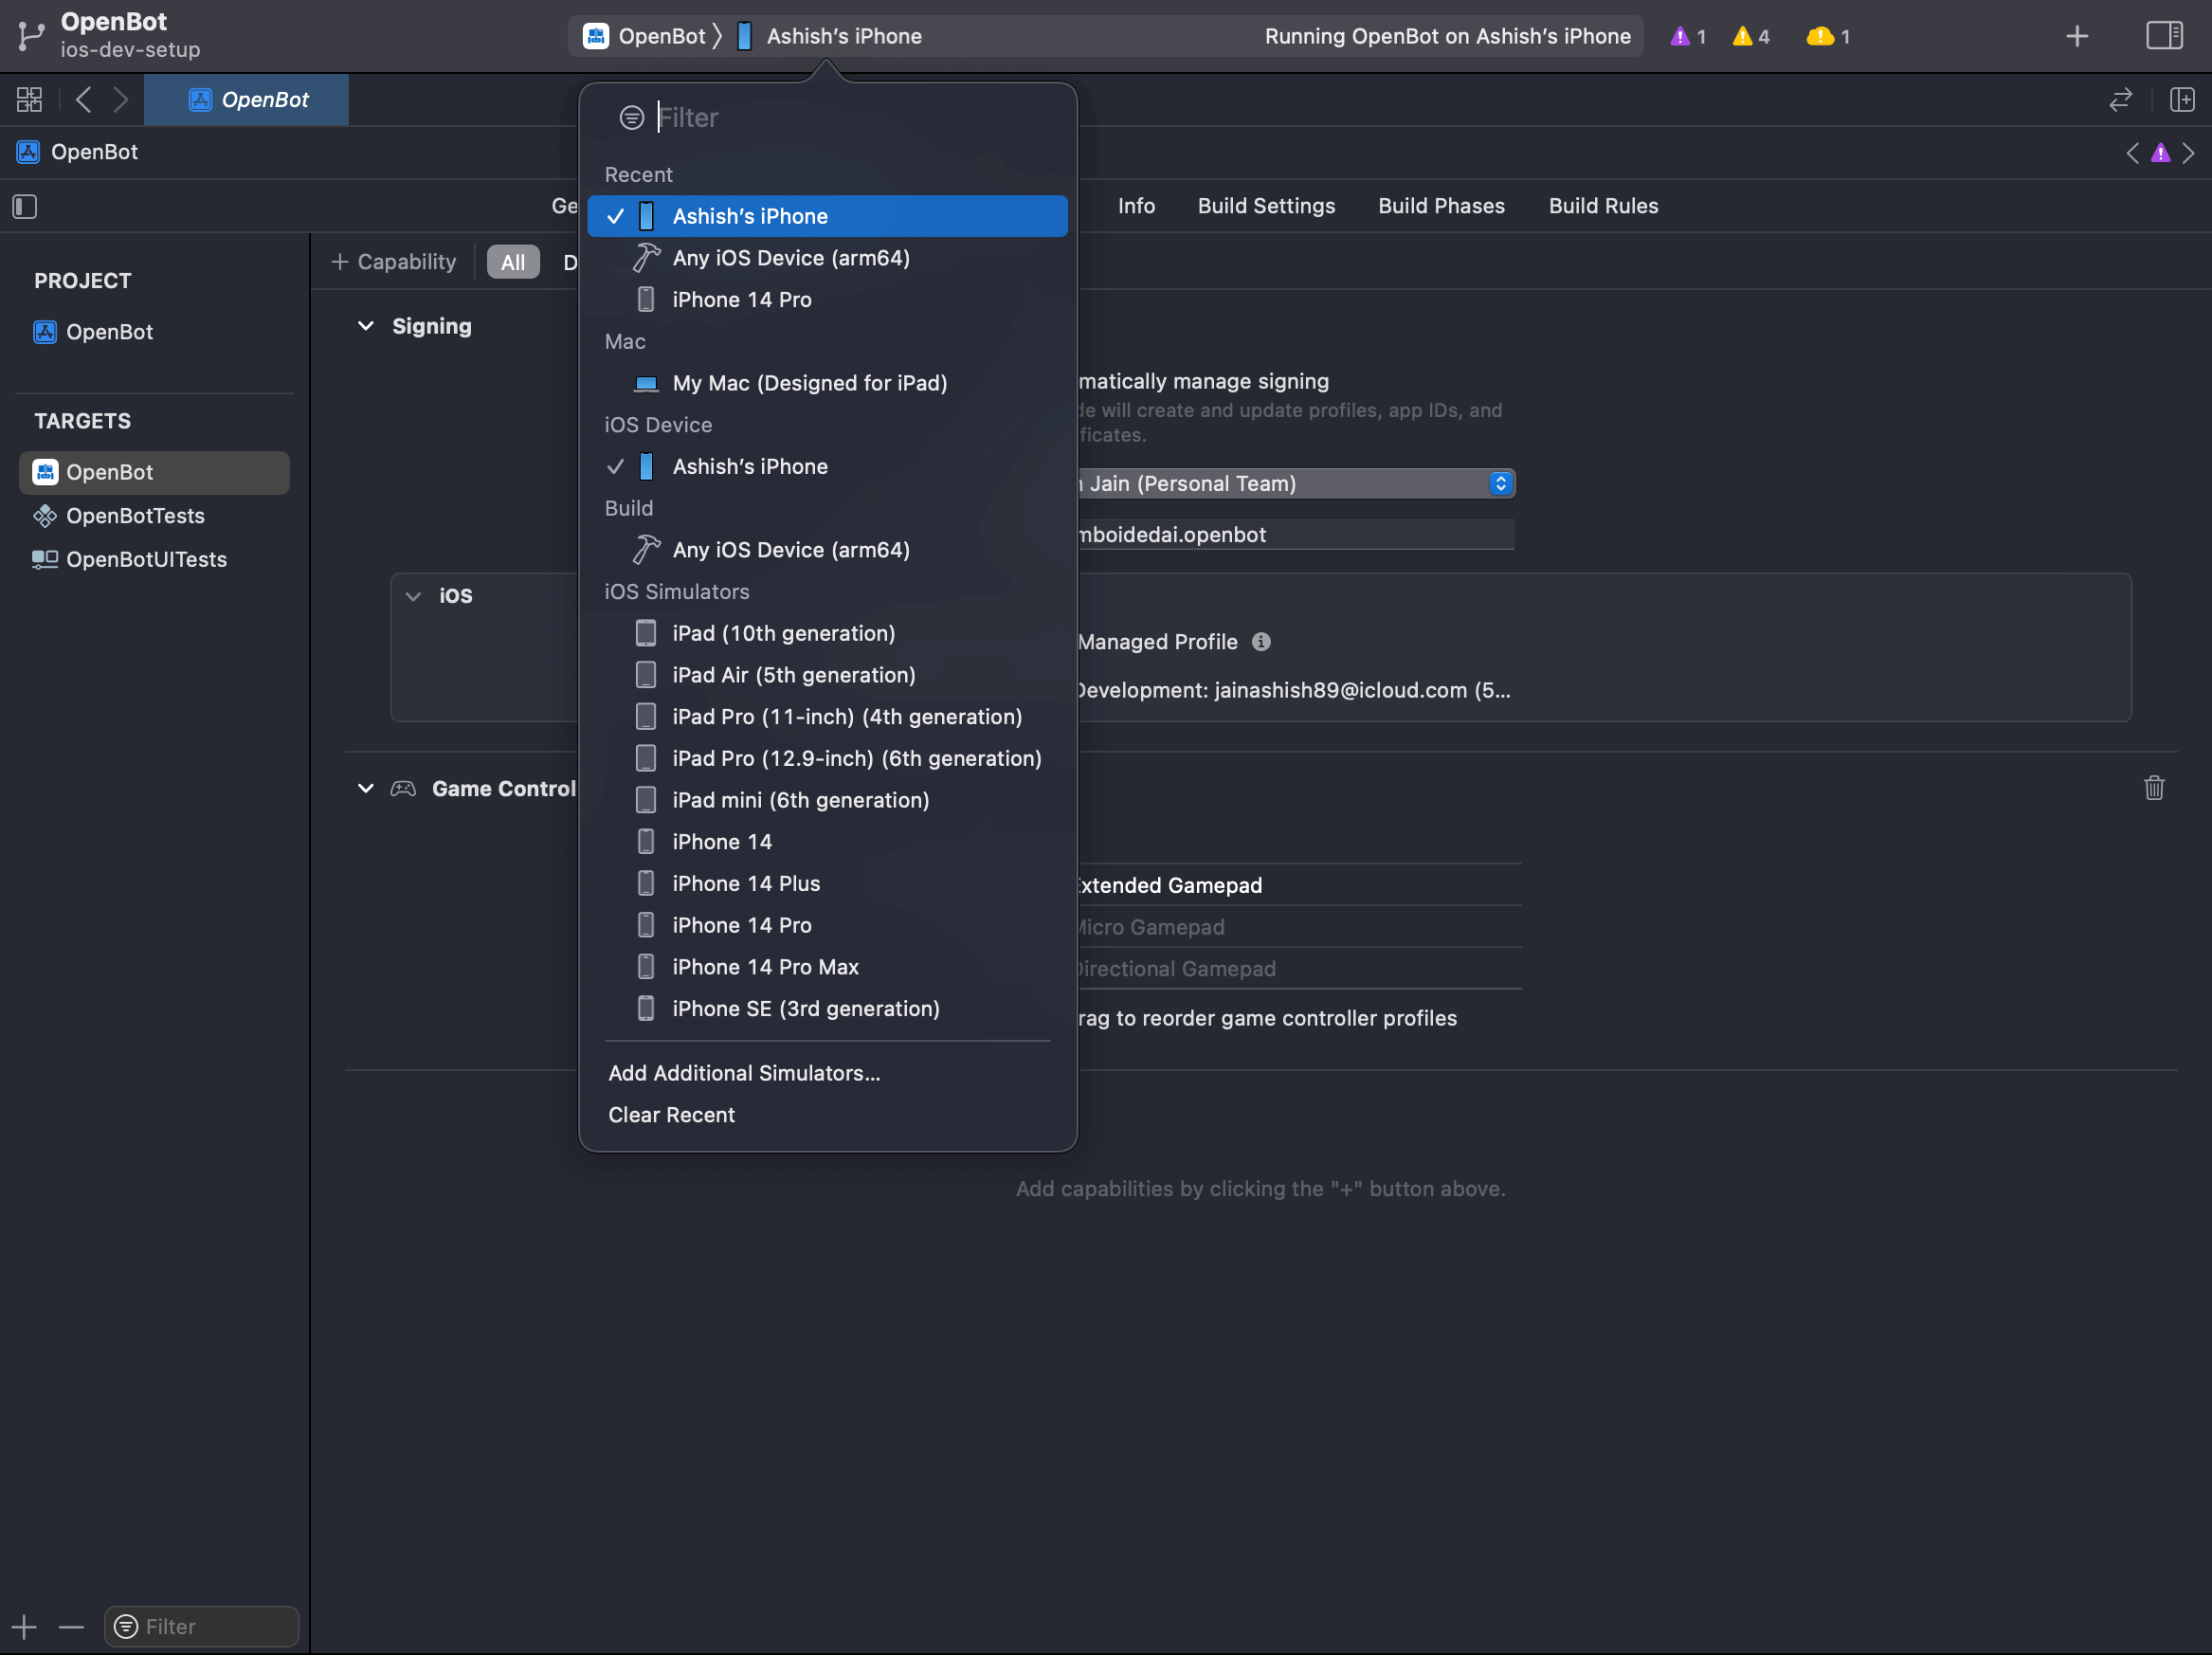 OpenBot
ios-dev-setup
OpenBot
Ashish’s iPhone
Running OpenBot on Ashish’s iPhone
1
4
1
OpenBot
OpenBot
Info
Build Settings
Build Phases
Build Rules
PROJECT
OpenBot
TARGETS
OpenBot
OpenBotTests
OpenBotUITests
Filter
+ Capability
All
Signing
iOS
Game Control
Filter
Recent
Ashish’s iPhone
Any iOS Device (arm64)
iPhone 14 Pro
Mac
My Mac (Designed for iPad)
iOS Device
Ashish’s iPhone
Build
Any iOS Device (arm64)
iOS Simulators
iPad (10th generation)
iPad Air (5th generation)
iPad Pro (11-inch) (4th generation)
iPad Pro (12.9-inch) (6th generation)
iPad mini (6th generation)
iPhone 14
iPhone 14 Plus
iPhone 14 Pro
iPhone 14 Pro Max
iPhone SE (3rd generation)
Add Additional Simulators...
Clear Recent
matically manage signing
de will create and update profiles, app IDs, and
ficates.
Jain (Personal Team)
mboidedai.openbot
Managed Profile
Development: jainashish89@icloud.com (5...
Extended Gamepad
Micro Gamepad
Directional Gamepad
rag to reorder game controller profiles
Add capabilities by clicking the "+" button above.